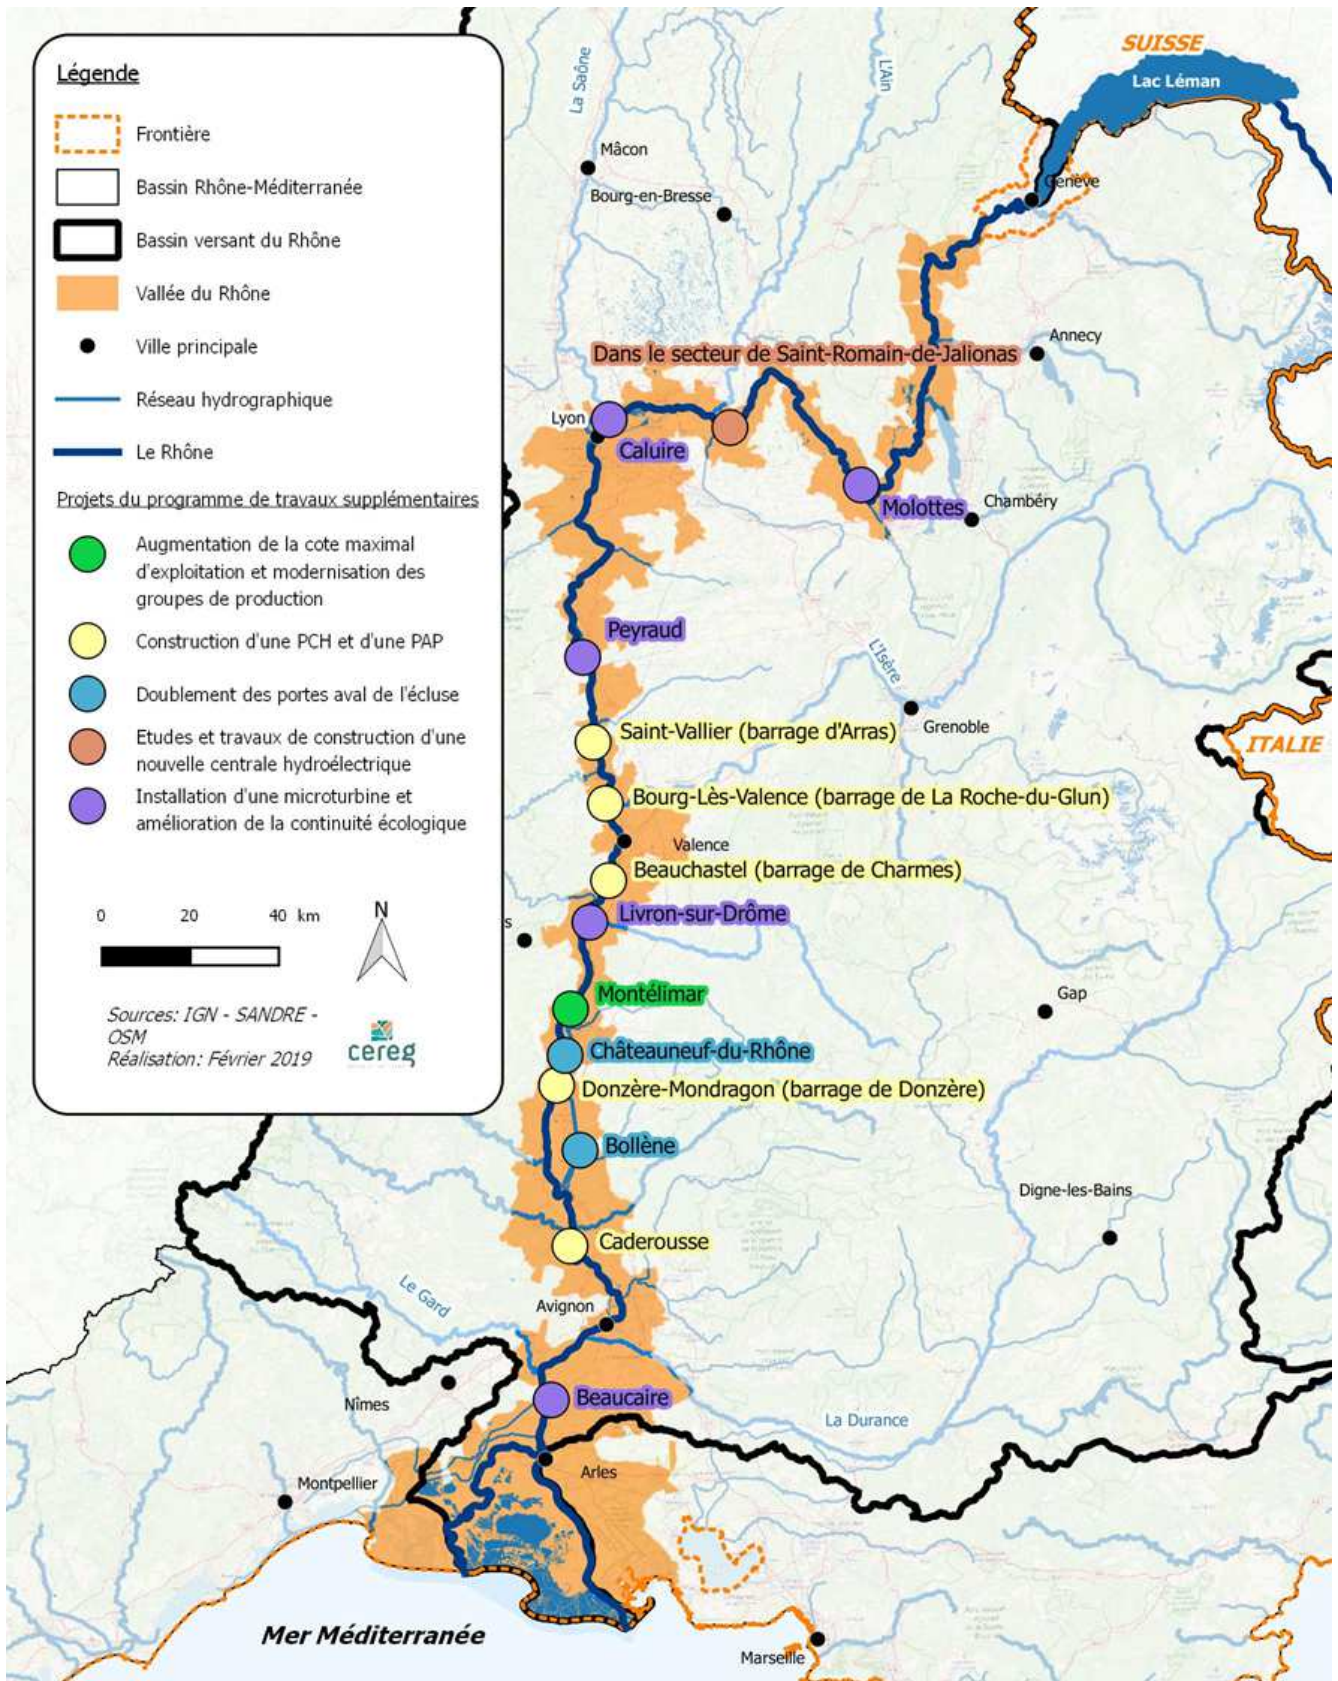 Légende
Frontière
Bassin Rhône-Méditerranée
Bassin versant du Rhône
Vallée du Rhône
Ville principale
Réseau hydrographique
Le Rhône
Projets du programme de travaux supplémentaires
Augmentation de la cote maximal
d'exploitation et modernisation des
groupes de production
Construction d'une PCH et d'une PAP
Doublement des portes aval de l'écluse
Etudes et travaux de construction d'une
nouvelle centrale hydroélectrique
Installation d'une microturbine et
amélioration de la continuité écologique
0 20 40 km
N
Sources: IGN - SANDRE -
OSM
Réalisation: Février 2019
cereg
SUISSE
Lac Léman
La Saône
L'Ain
Mâcon
Bourg-en-Bresse
Genève
Annecy
Dans le secteur de Saint-Romain-de-Jalionas
Lyon
Caluire
Molottes
Chambéry
Peyraud
L'Isère
Grenoble
Saint-Vallier (barrage d'Arras)
ITALIE
Bourg-Lès-Valence (barrage de La Roche-du-Glun)
Valence
Beauchastel (barrage de Charmes)
Livron-sur-Drôme
s
Montélimar
Gap
Châteauneuf-du-Rhône
Donzère-Mondragon (barrage de Donzère)
Bollène
Digne-les-Bains
Caderousse
Le Gard
Avignon
Nîmes
Beaucaire
La Durance
Arles
Montpellier
Mer Méditerranée
Marseille